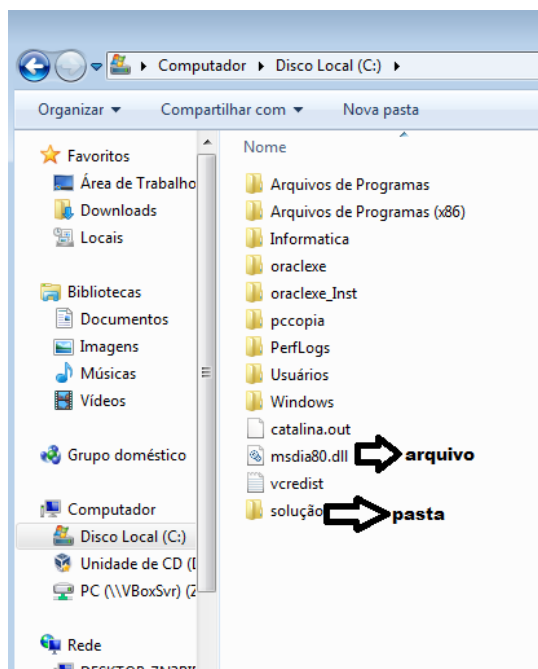 Computador Disco Local (C:)
Organizar Compartilhar com Nova pasta
Favoritos
Área de Trabalho
Downloads
Locais
Bibliotecas
Documentos
Imagens
Músicas
Vídeos
Grupo doméstico
Computador
Disco Local (C:)
Unidade de CD (
PC (\\VBoxSvr) (Z
Rede
Nome
Arquivos de Programas
Arquivos de Programas (x86)
Informatica
oraclexe
oraclexe_Inst
pccopia
PerfLogs
Usuários
Windows
catalina.out
msdia80.dll arquivo
vcredist
solução pasta